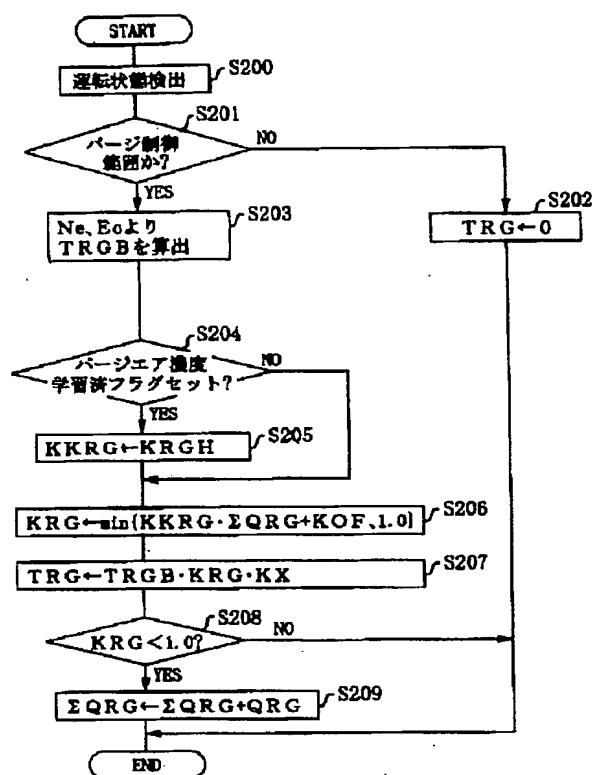 START
運転状態検出
S200
S201
パージ制御
範囲か?
NO
YES
S202
TRG←0
S203
Ne、Ecより
TRGBを算出
S204
パージエア濃度
学習済フラグセット?
NO
YES
S205
KKRG←KRGH
S206
KRG←min{KKRG・ΣQRG+KOF、1.0}
S207
TRG←TRGB・KRG・KX
S208
KRG<1.0?
NO
YES
S209
ΣQRG←ΣQRG+QRG
END